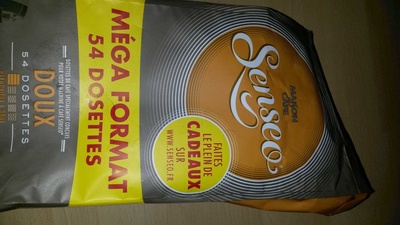 MAISON
DU CAFÉ
Senseo
FAITES
LE PLEIN DE
CADEAUX
SUR
WWW.SENSEO.FR
MÉGA FORMAT
54 DOSETTES
DOUX
54 DOSETTES